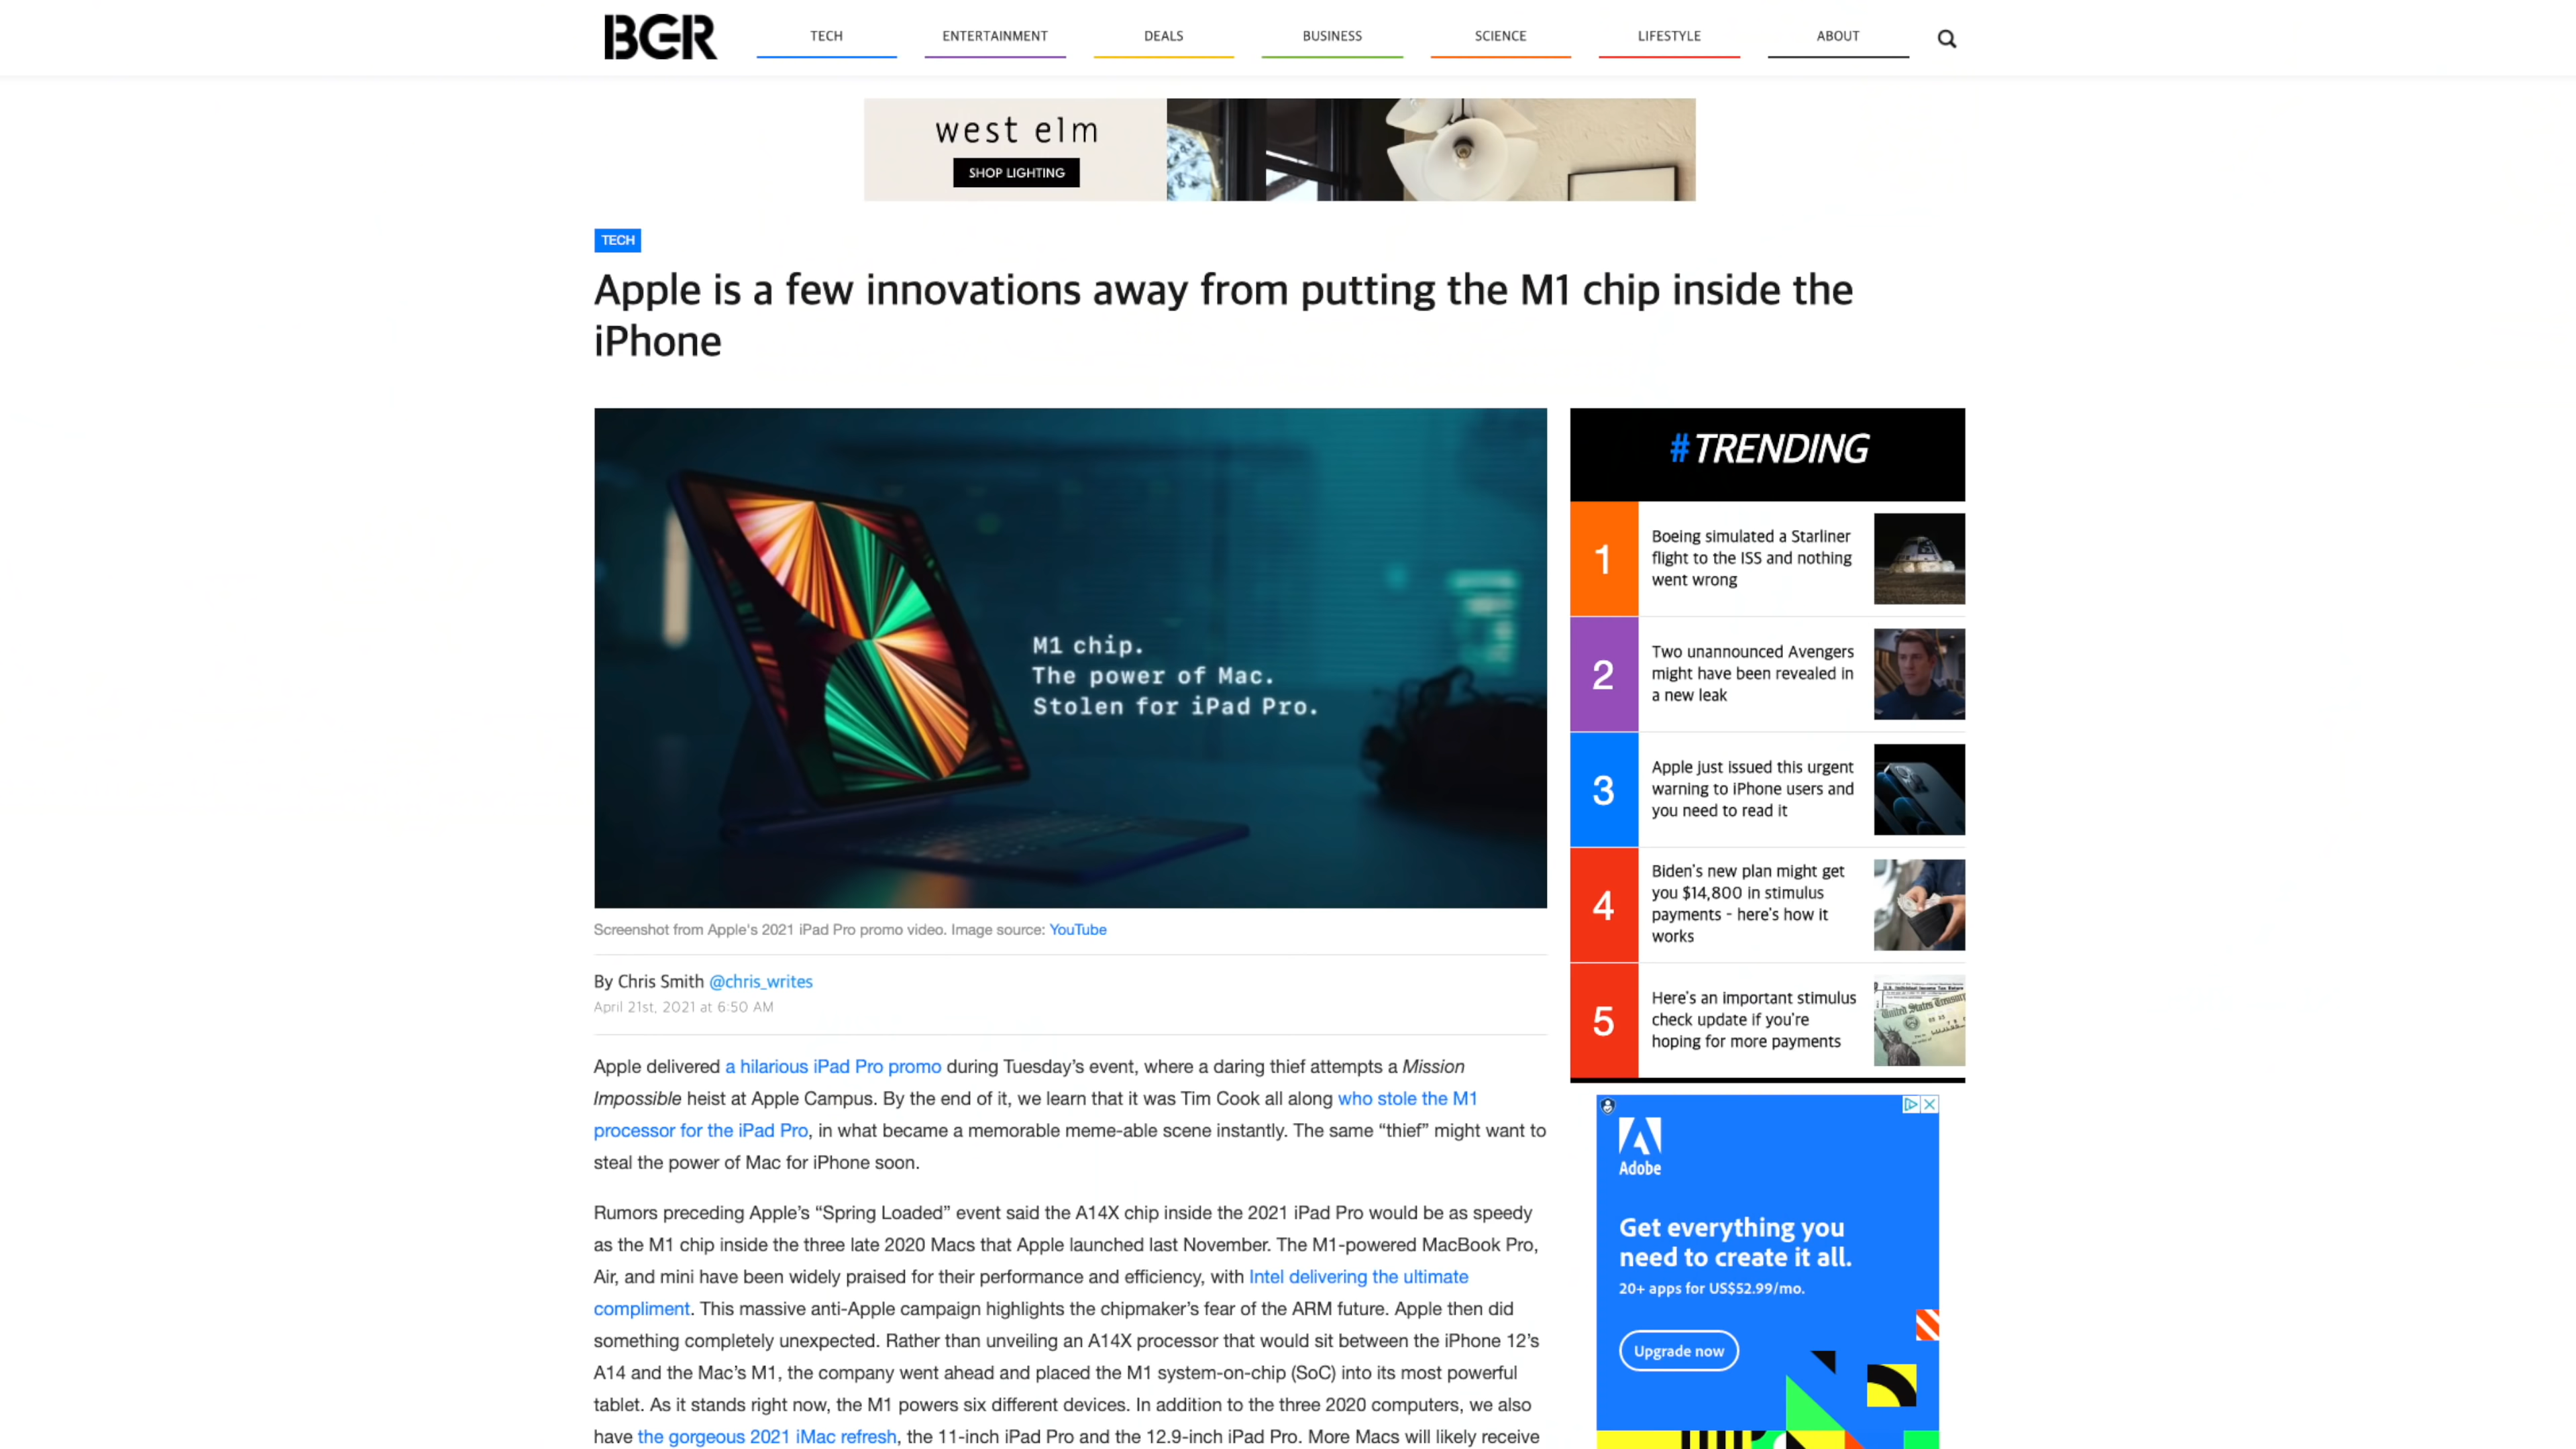 BGR
TECH
ENTERTAINMENT
DEALS
BUSINESS
SCIENCE
LIFESTYLE
ABOUT
west elm
SHOP LIGHTING
TECH
Apple is a few innovations away from putting the M1 chip inside the
iPhone
M1 chip.
The power of Mac.
Stolen for iPad Pro.
Screenshot from Apple's 2021 iPad Pro promo video. Image source: YouTube
By Chris Smith @chris_writes
April 21st, 2021 at 6:50 AM
Apple delivered a hilarious iPad Pro promo during Tuesday’s event, where a daring thief attempts a Mission
Impossible heist at Apple Campus. By the end of it, we learn that it was Tim Cook all along who stole the M1
processor for the iPad Pro, in what became a memorable meme-able scene instantly. The same “thief” might want to
steal the power of Mac for iPhone soon.
Rumors preceding Apple’s “Spring Loaded” event said the A14X chip inside the 2021 iPad Pro would be as speedy
as the M1 chip inside the three late 2020 Macs that Apple launched last November. The M1-powered MacBook Pro,
Air, and mini have been widely praised for their performance and efficiency, with Intel delivering the ultimate
compliment. This massive anti-Apple campaign highlights the chipmaker’s fear of the ARM future. Apple then did
something completely unexpected. Rather than unveiling an A14X processor that would sit between the iPhone 12’s
A14 and the Mac’s M1, the company went ahead and placed the M1 system-on-chip (SoC) into its most powerful
tablet. As it stands right now, the M1 powers six different devices. In addition to the three 2020 computers, we also
have the gorgeous 2021 iMac refresh, the 11-inch iPad Pro and the 12.9-inch iPad Pro. More Macs will likely receive
#TRENDING
1
Boeing simulated a Starliner
flight to the ISS and nothing
went wrong
2
Two unannounced Avengers
might have been revealed in
a new leak
3
Apple just issued this urgent
warning to iPhone users and
you need to read it
4
Biden's new plan might get
you $14,800 in stimulus
payments - here's how it
works
5
Here's an important stimulus
check update if you're
hoping for more payments
United States Treasury
Adobe
Get everything you
need to create it all.
20+ apps for US$52.99/mo.
Upgrade now